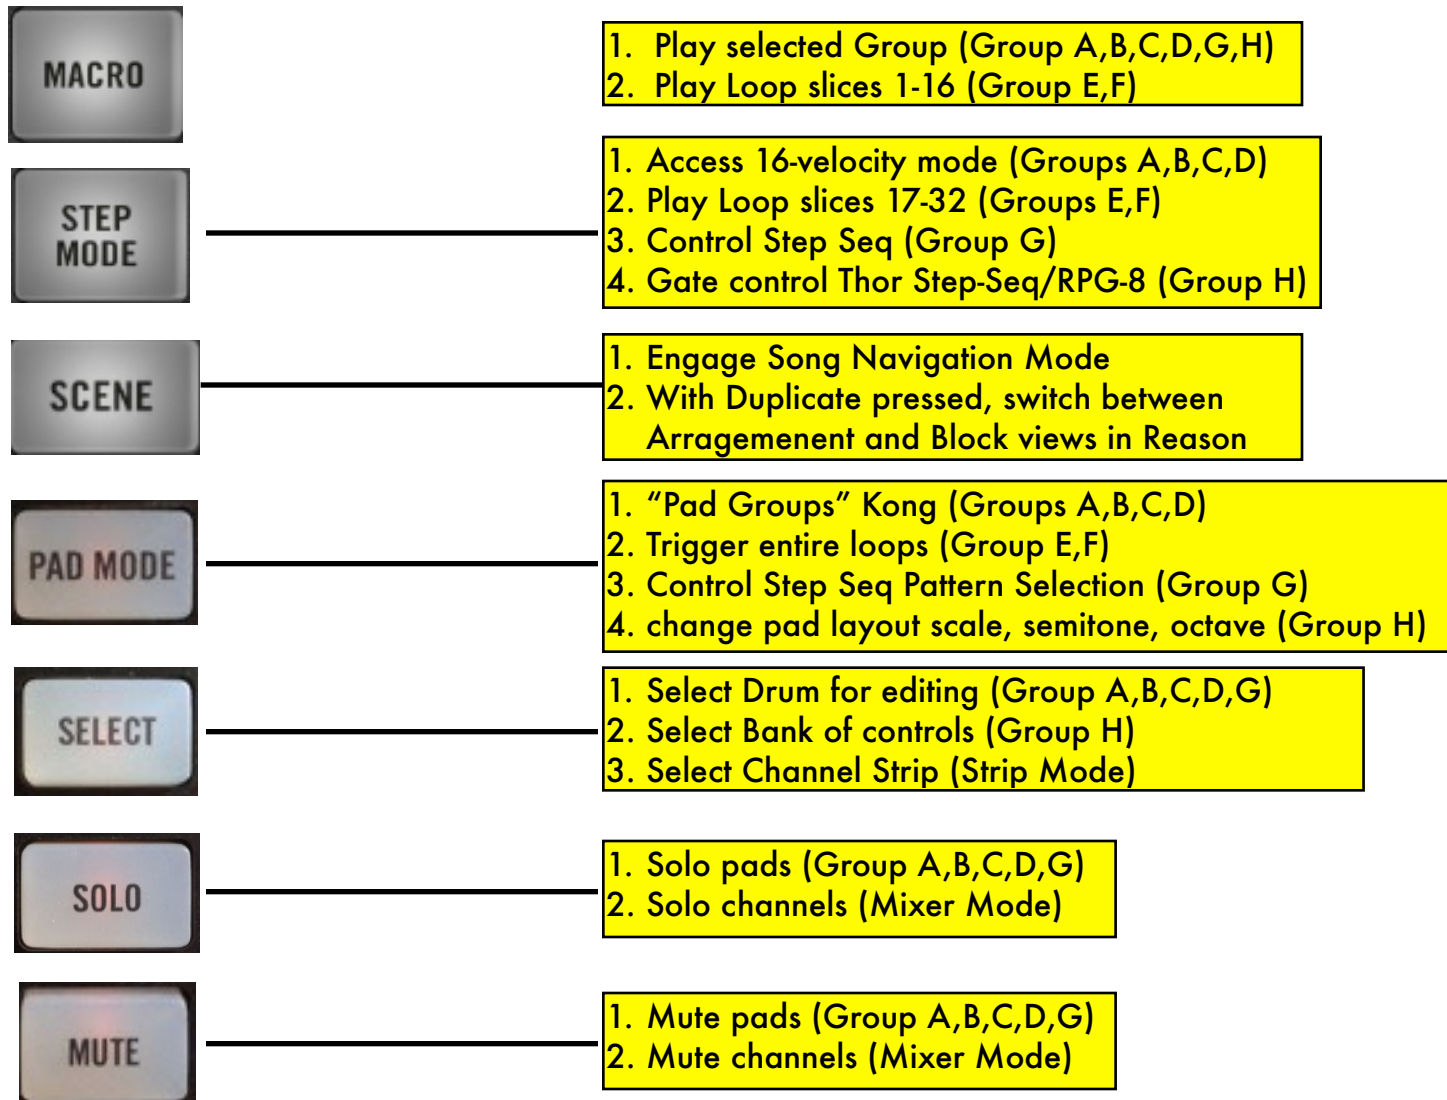 MACRO
1. Play selected Group (Group A,B,C,D,G,H)
2. Play Loop slices 1-16 (Group E,F)
STEP
MODE
1. Access 16-velocity mode (Groups A,B,C,D)
2. Play Loop slices 17-32 (Groups E,F)
3. Control Step Seq (Group G)
4. Gate control Thor Step-Seq/RPG-8 (Group H)
SCENE
1. Engage Song Navigation Mode
2. With Duplicate pressed, switch between
Arragemenent and Block views in Reason
PAD MODE
1. “Pad Groups” Kong (Groups A,B,C,D)
2. Trigger entire loops (Group E,F)
3. Control Step Seq Pattern Selection (Group G)
4. change pad layout scale, semitone, octave (Group H)
SELECT
1. Select Drum for editing (Group A,B,C,D,G)
2. Select Bank of controls (Group H)
3. Select Channel Strip (Strip Mode)
SOLO
1. Solo pads (Group A,B,C,D,G)
2. Solo channels (Mixer Mode)
MUTE
1. Mute pads (Group A,B,C,D,G)
2. Mute channels (Mixer Mode)